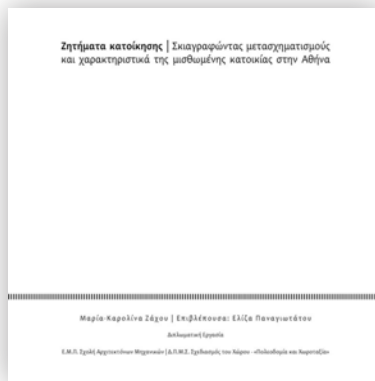 Ζητήματα κατοίκησης | Σκιαγραφώντας μετασχηματισμούς
και χαρακτηριστικά της μισθωμένης κατοικίας στην Αθήνα
Μαρία-Καρολίνα Ζάχου | Επιβλέπουσα: Ελίζα Παναγιωτάτου
Διπλωματική Εργασία
Ε.Μ.Π. Σχολή Αρχιτεκτόνων Μηχανικών | Δ.Π.Μ.Σ. Σχεδιασμός του Χώρου - «Πολεοδομία και Χωροταξία»